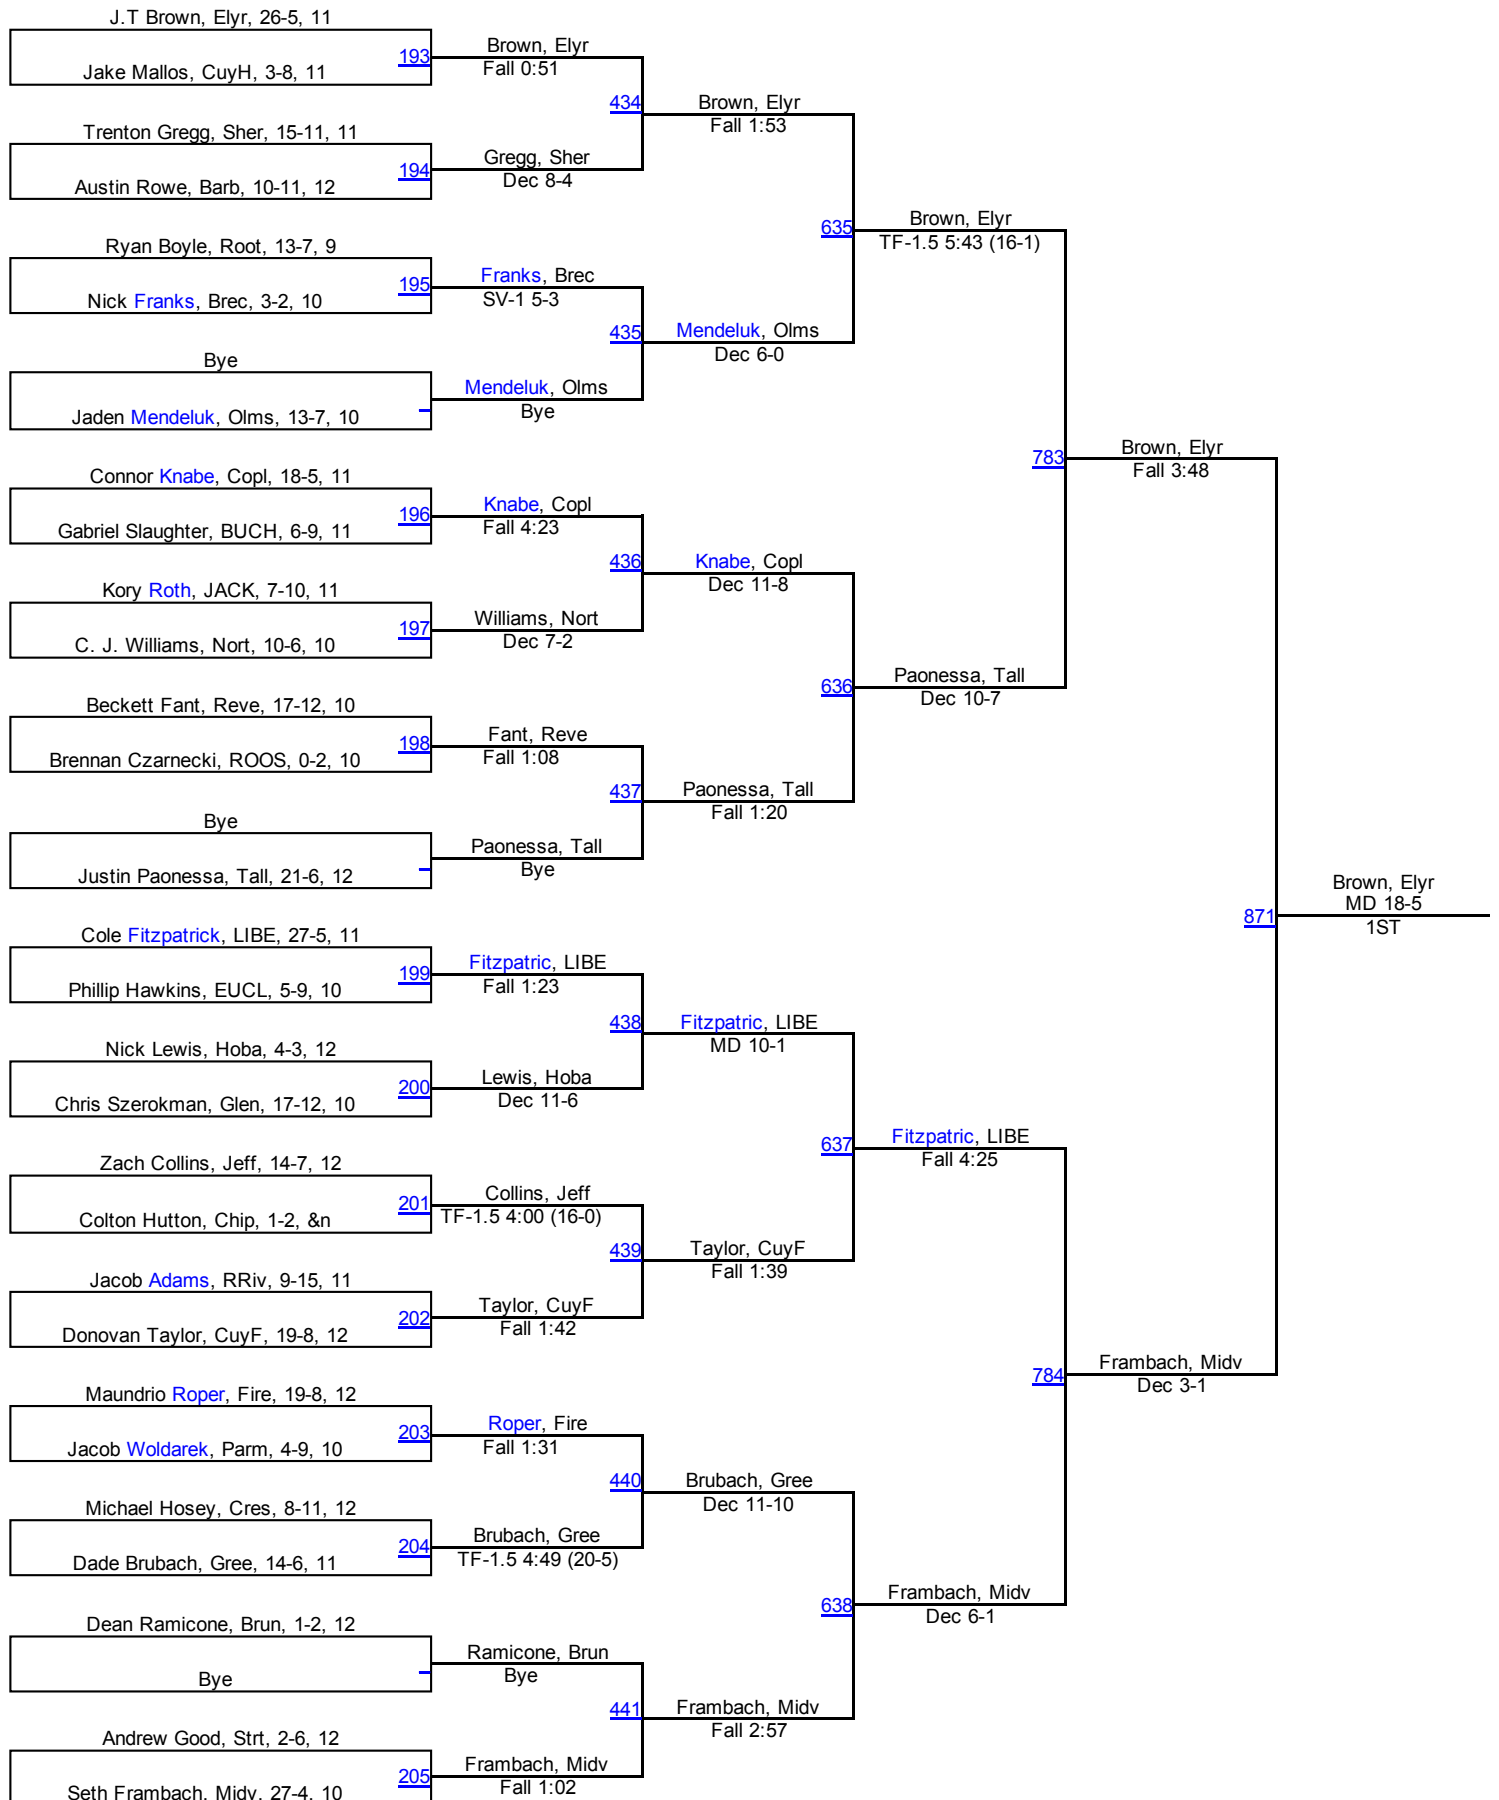 J.T Brown, Elyr, 26-5, 11
193
Jake Mallos, CuyH, 3-8, 11
Brown, Elyr
Fall 0:51
434
Brown, Elyr
Fall 1:53
Trenton Gregg, Sher, 15-11, 11
194
Austin Rowe, Barb, 10-11, 12
Gregg, Sher
Dec 8-4
635
Brown, Elyr
TF-1.5 5:43 (16-1)
Ryan Boyle, Root, 13-7, 9
195
Nick Franks, Brec, 3-2, 10
Franks, Brec
SV-1 5-3
435
Mendeluk, Olms
Dec 6-0
Bye
Jaden Mendeluk, Olms, 13-7, 10
Mendeluk, Olms
Bye
783
Brown, Elyr
Fall 3:48
Connor Knabe, Copl, 18-5, 11
196
Gabriel Slaughter, BUCH, 6-9, 11
Knabe, Copl
Fall 4:23
436
Knabe, Copl
Dec 11-8
Kory Roth, JACK, 7-10, 11
197
C. J. Williams, Nort, 10-6, 10
Williams, Nort
Dec 7-2
636
Paonessa, Tall
Dec 10-7
Beckett Fant, Reve, 17-12, 10
198
Brennan Czarnecki, ROOS, 0-2, 10
Fant, Reve
Fall 1:08
437
Paonessa, Tall
Fall 1:20
Bye
Justin Paonessa, Tall, 21-6, 12
Paonessa, Tall
Bye
871
Brown, Elyr
MD 18-5
1ST
Cole Fitzpatrick, LIBE, 27-5, 11
199
Phillip Hawkins, EUCL, 5-9, 10
Fitzpatric, LIBE
Fall 1:23
438
Fitzpatric, LIBE
MD 10-1
Nick Lewis, Hoba, 4-3, 12
200
Chris Szerokman, Glen, 17-12, 10
Lewis, Hoba
Dec 11-6
637
Fitzpatric, LIBE
Fall 4:25
Zach Collins, Jeff, 14-7, 12
201
Colton Hutton, Chip, 1-2, &n
Collins, Jeff
TF-1.5 4:00 (16-0)
439
Taylor, CuyF
Fall 1:39
Jacob Adams, RRiv, 9-15, 11
202
Donovan Taylor, CuyF, 19-8, 12
Taylor, CuyF
Fall 1:42
784
Frambach, Midv
Dec 3-1
Maundrio Roper, Fire, 19-8, 12
203
Jacob Woldarek, Parm, 4-9, 10
Roper, Fire
Fall 1:31
440
Brubach, Gree
Dec 11-10
Michael Hosey, Cres, 8-11, 12
204
Dade Brubach, Gree, 14-6, 11
Brubach, Gree
TF-1.5 4:49 (20-5)
638
Frambach, Midv
Dec 6-1
Dean Ramicone, Brun, 1-2, 12
Bye
Ramicone, Brun
Bye
441
Frambach, Midv
Fall 2:57
Andrew Good, Strt, 2-6, 12
205
Seth Frambach, Midv, 27-4, 10
Frambach, Midv
Fall 1:02